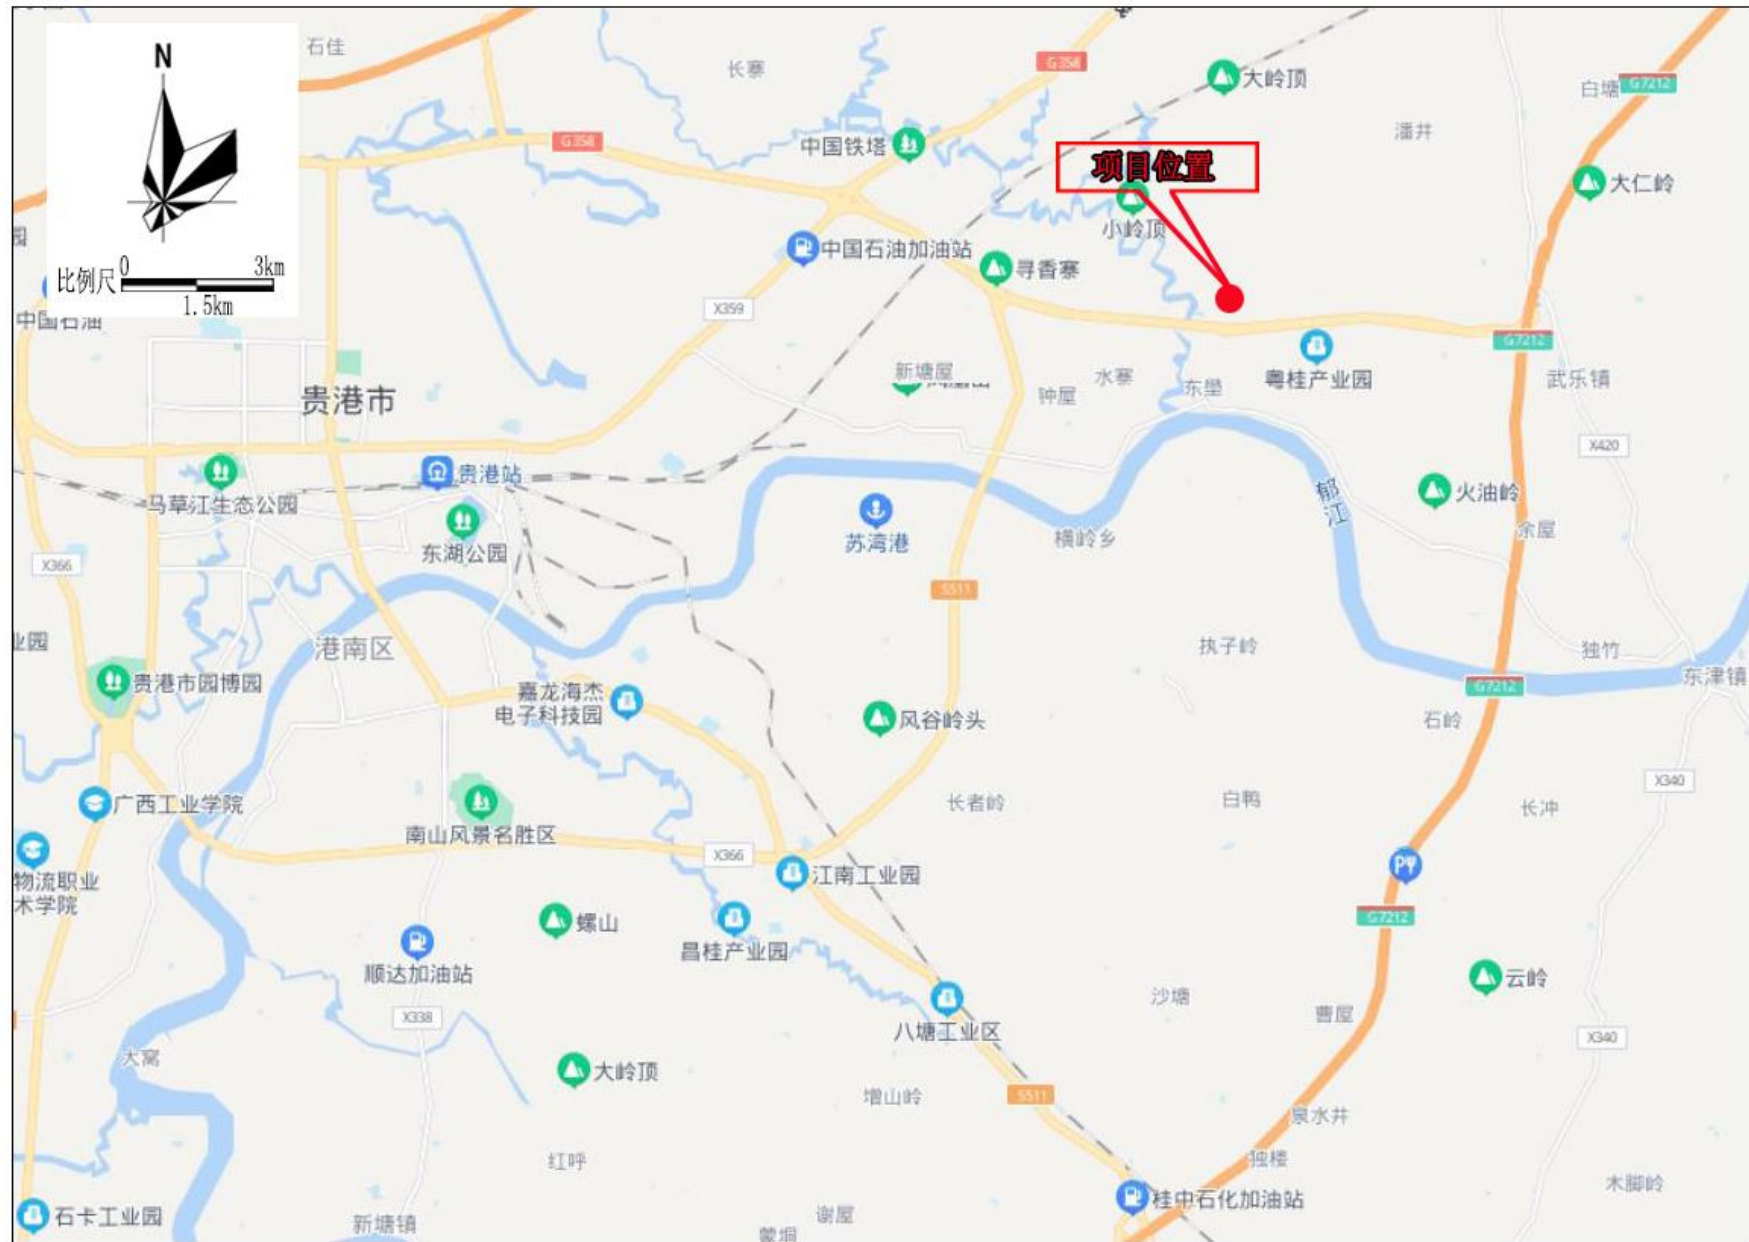 石佳
N
长寨
G358
大岭顶
白塘
G7212
G358
中国铁塔
潘井
项目位置
大仁岭
小岭顶
园
中国石油加油站
寻香寨
比例尺
0
3km
1.5km
X359
中国石油
G7212
新塘屋
水寨
粤桂产业园
武乐镇
钟屋
东垦
贵港市
X420
贵港站
马草江生态公园
火油岭
郁江
苏湾港
横岭乡
余屋
东湖公园
X366
S511
业园
港南区
执子岭
独竹
贵港市园博园
东津镇
G7212
嘉龙海杰
电子科技园
风谷岭头
石岭
X340
广西工业学院
长者岭
白鸭
长冲
南山风景名胜区
X366
物流职业
术学院
江南工业园
G7212
螺山
昌桂产业园
顺达加油站
云岭
沙塘
X338
曹屋
八塘工业区
X340
大窝
大岭顶
增山岭
S511
泉水井
红呼
独楼
木脚岭
桂中石化加油站
石卡工业园
新塘镇
谢屋